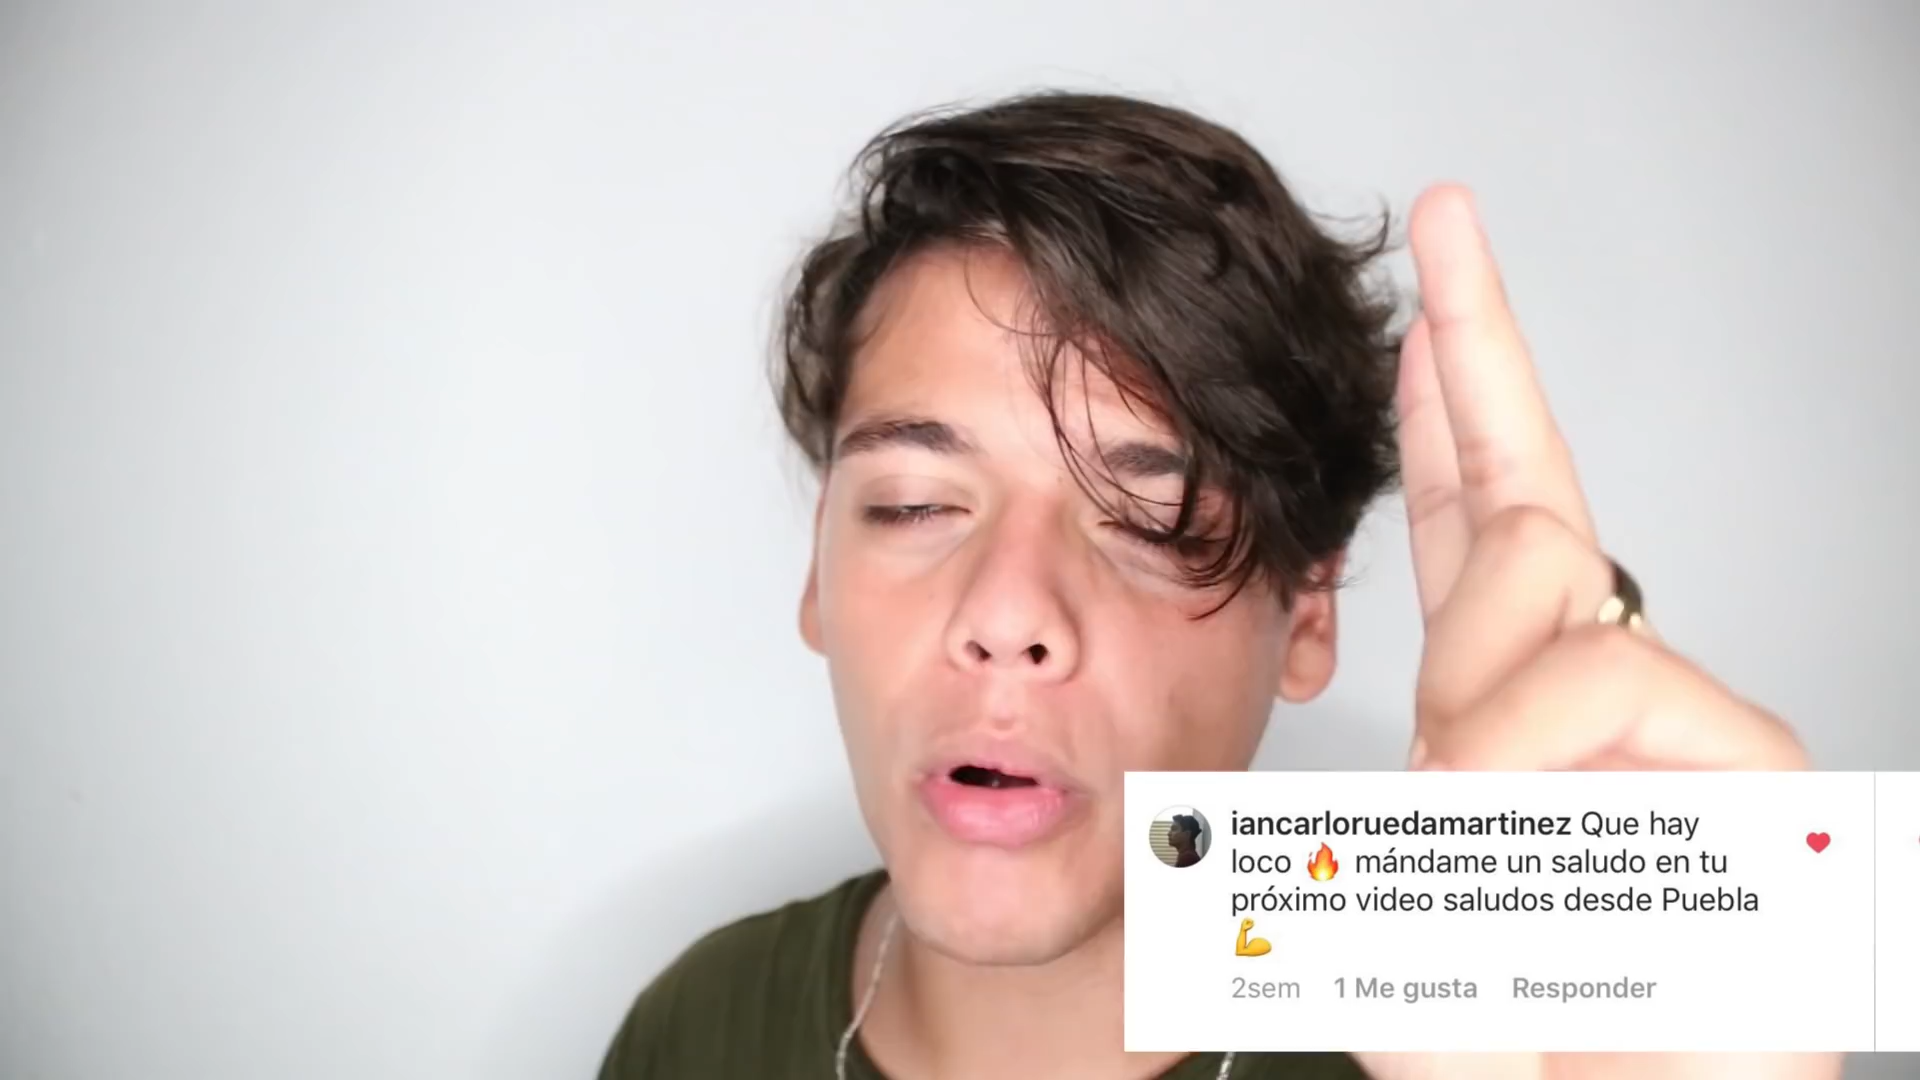 iancarloruedamartinez Que hay
loco 🔥 mándame un saludo en tu
próximo video saludos desde Puebla
💪
2sem 1 Me gusta Responder